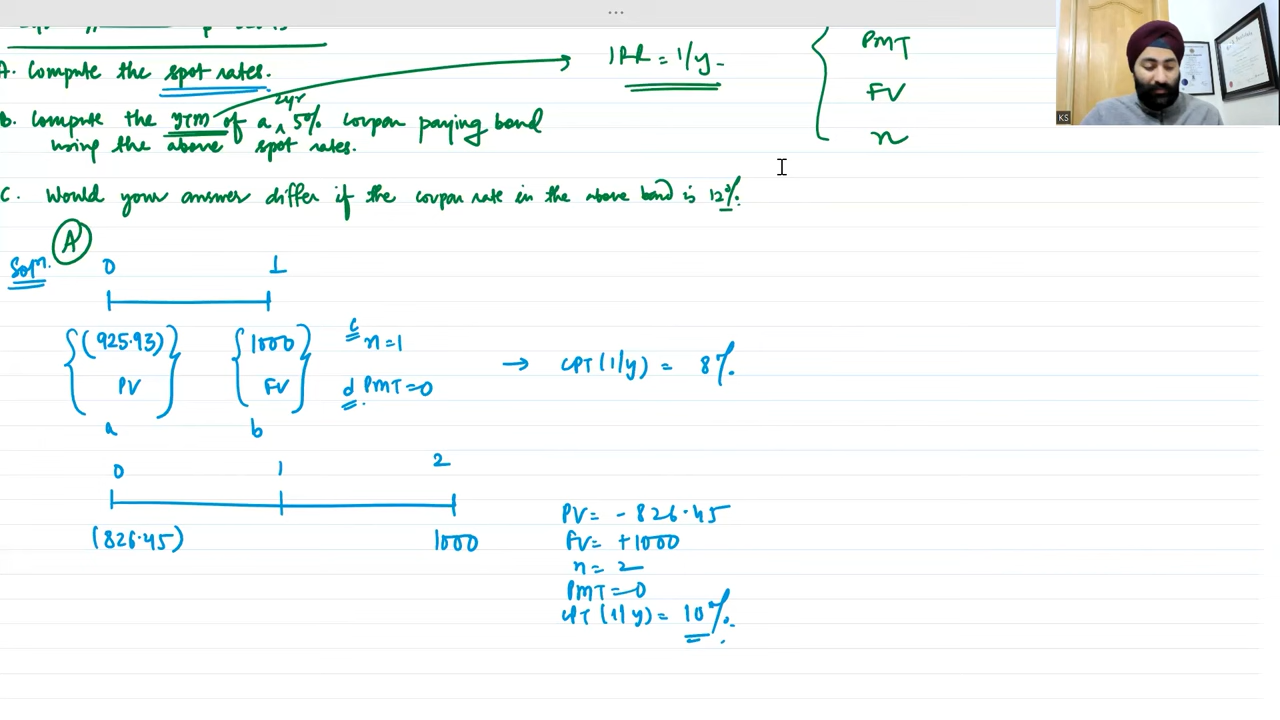 A. Compute the spot rates.
IRR = I/y.
PMT
FV
n
B. Compute the YTM of a 2yr 5% coupon paying bond
using the above spot rates.
C. Would your answer differ if the coupon rate in the above bond is 12%.
A
Soln.
0 1
(925.93) 1000
PV FV
a b
c n=1
d PMT=0
→ CPT (I/y) = 8%.
0 1 2
(826.45) 1000
PV = -826.45
FV = +1000
n = 2
PMT = 0
CPT (I/y) = 10%.
KS